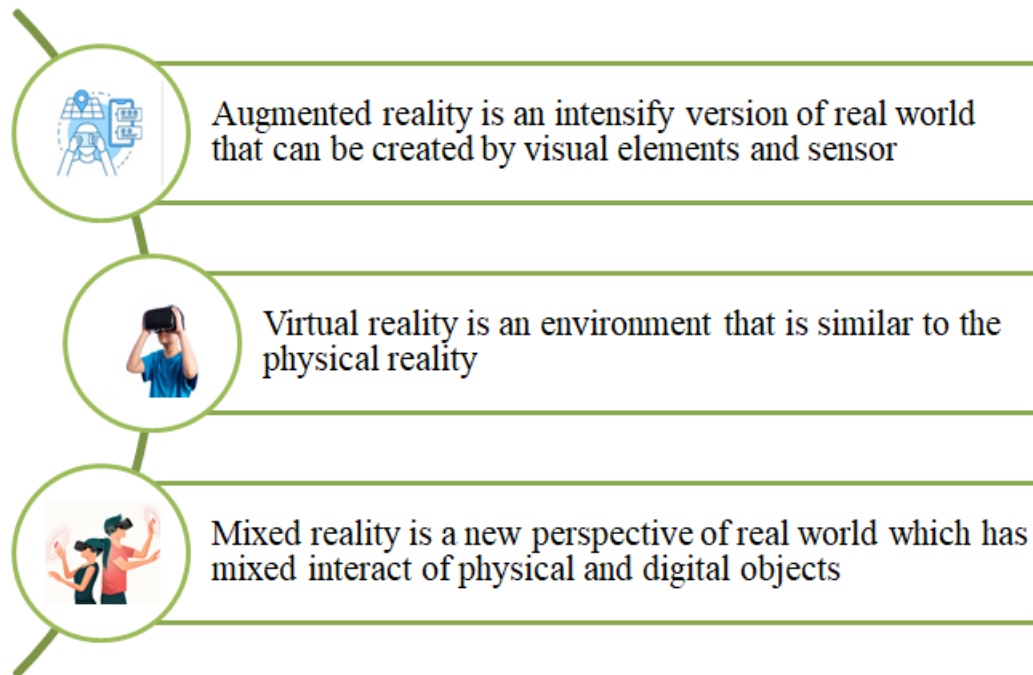 Augmented reality is an intensify version of real world
that can be created by visual elements and sensor
Virtual reality is an environment that is similar to the
physical reality
Mixed reality is a new perspective of real world which has
mixed interact of physical and digital objects